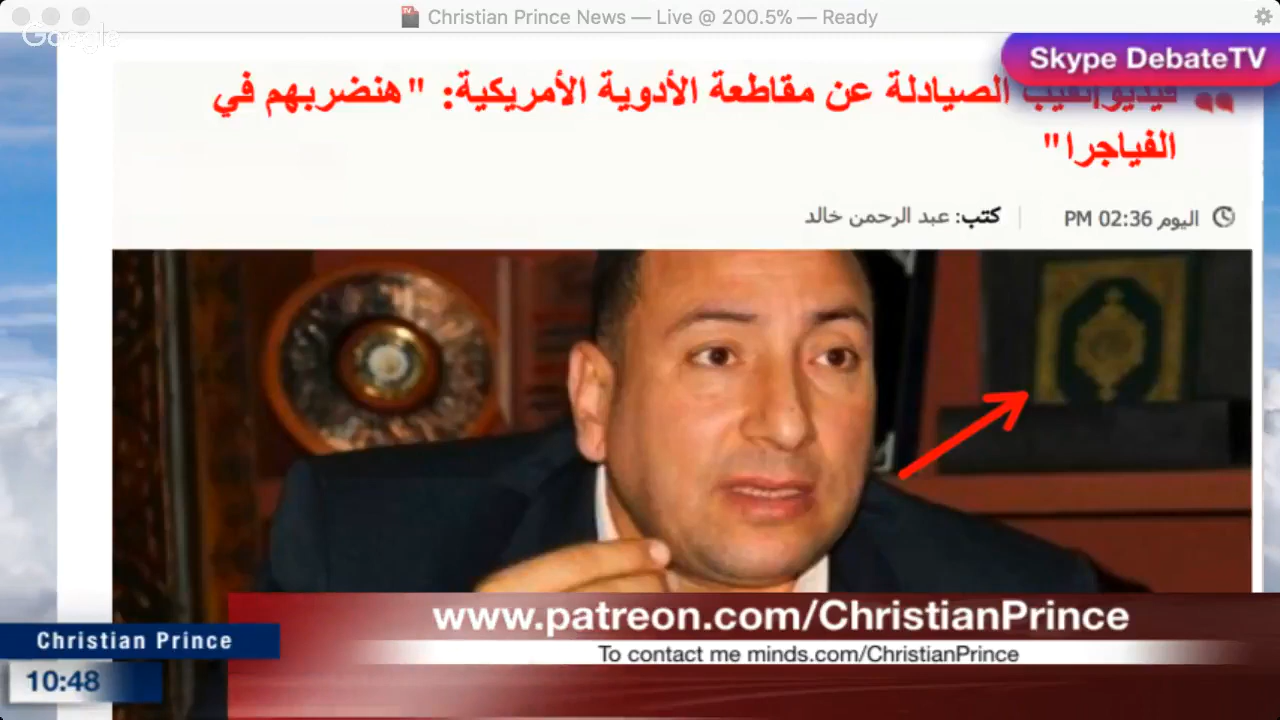 Christian Prince News — Live @ 200.5% — Ready
Google
Skype DebateTV
الصيادلة عن مقاطعة الأدوية الأمريكية: "هنضربهم في
الفياجرا"
اليوم 02:36 PM
كتب: عبد الرحمن خالد
www.patreon.com/ChristianPrince
To contact me minds.com/ChristianPrince
Christian Prince
10:48